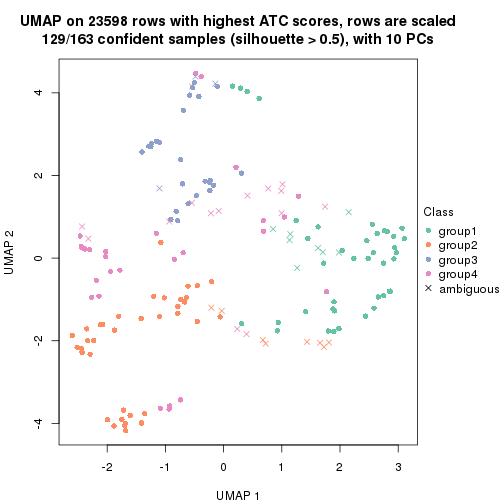 UMAP on 23598 rows with highest ATC scores, rows are scaled
129/163 confident samples (silhouette > 0.5), with 10 PCs
4
2
0
-2
-4
UMAP 2
-2
-1
0
1
2
3
UMAP 1
Class
group1
group2
group3
group4
ambiguous